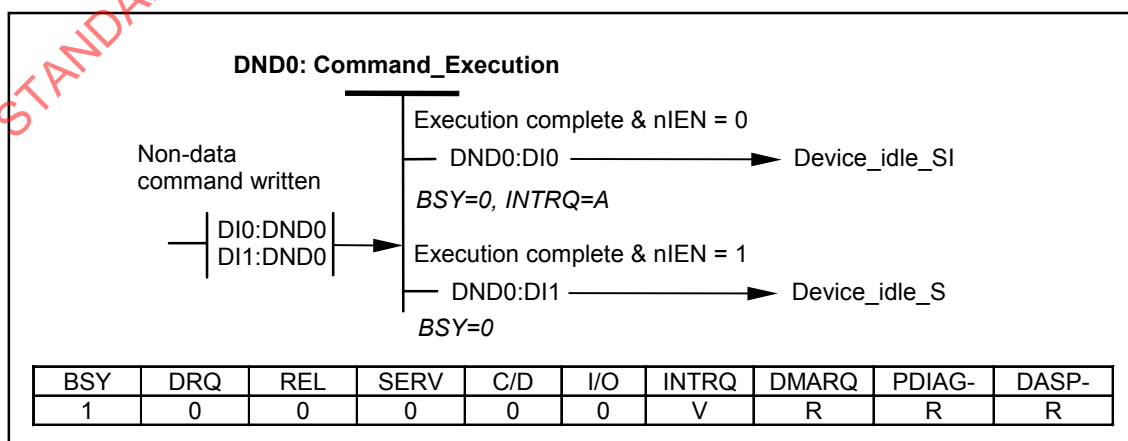 STANDA
DND0: Command_Execution
Execution complete & nIEN = 0
Non-data
command written
DND0:DI0
Device_idle_SI
BSY=0, INTRQ=A
DI0:DND0
DI1:DND0
Execution complete & nIEN = 1
DND0:DI1
Device_idle_S
BSY=0
BSY DRQ REL SERV C/D I/O INTRQ DMARQ PDIAG- DASP-
1 0 0 0 0 0 V R R R